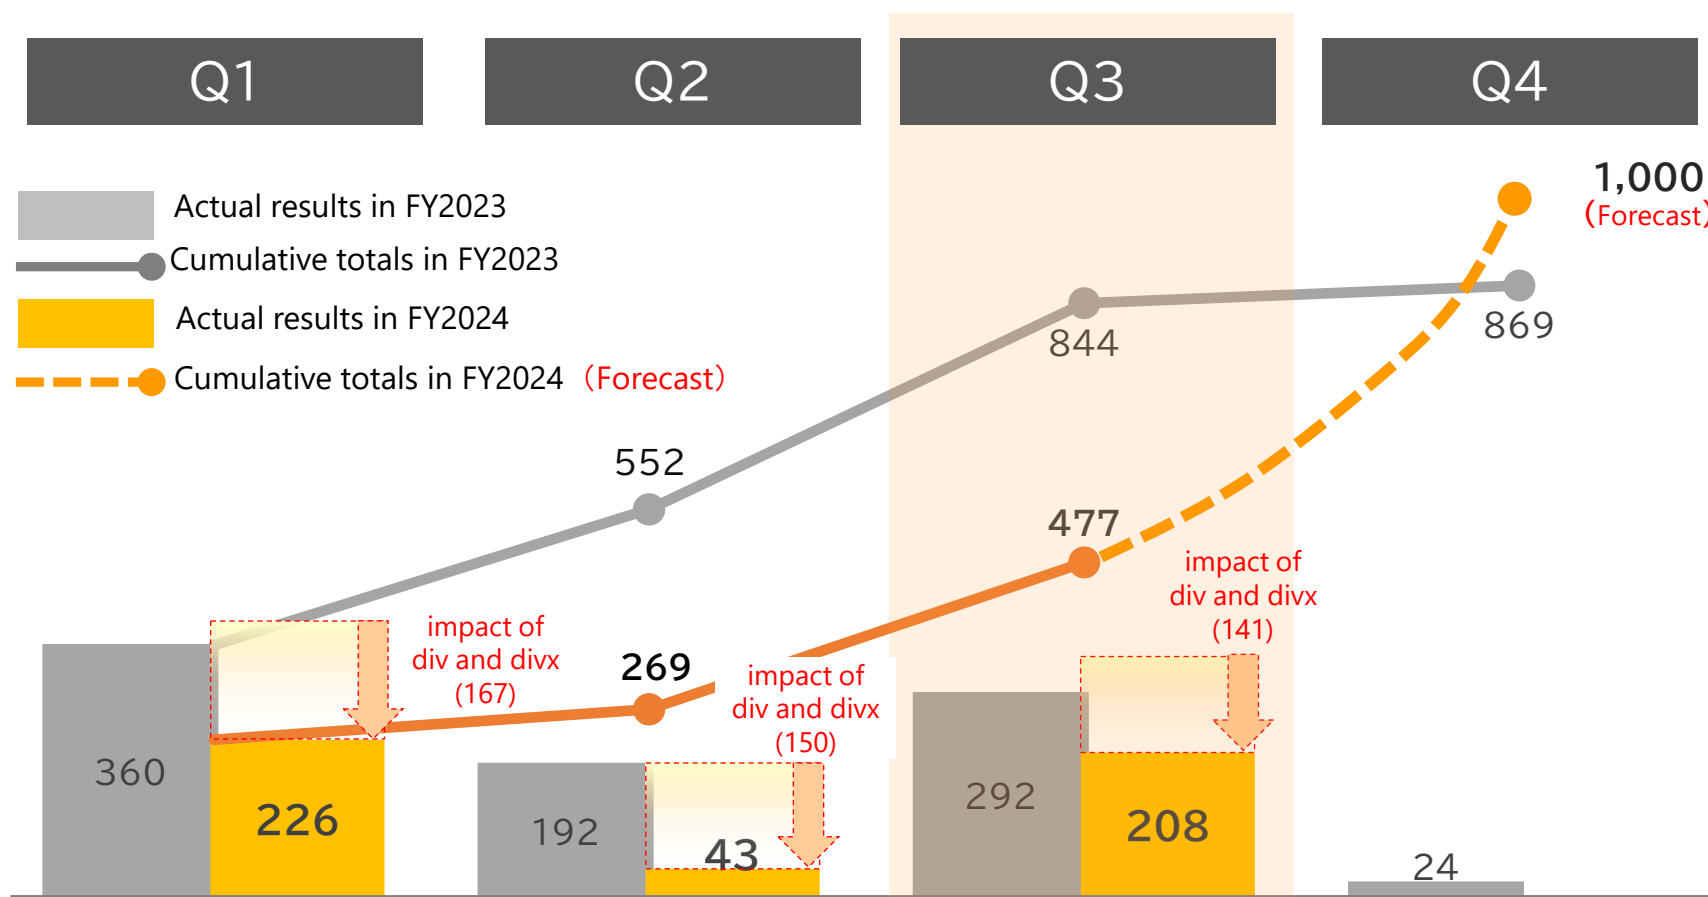 Q1
Q2
Q3
Q4
1,000
(Forecast)
Actual results in FY2023
Cumulative totals in FY2023
Actual results in FY2024
Cumulative totals in FY2024（Forecast）
844
869
552
477
impact of
div and divx
(141)
impact of
div and divx
(167)
269
impact of
div and divx
(150)
360
226
192
43
292
208
24